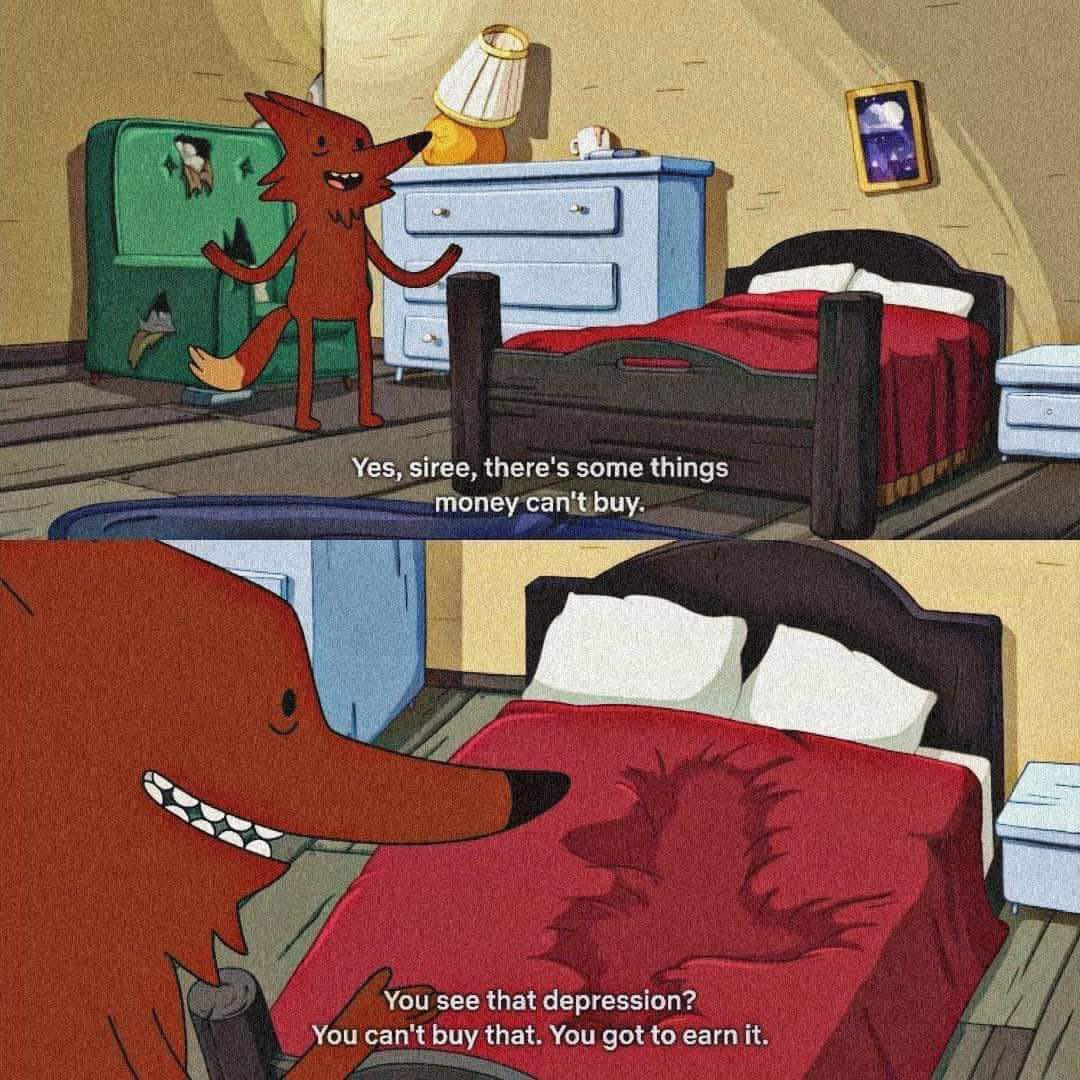 Yes, siree, there's some things
money can't buy.
You see that depression?
You can't buy that. You got to earn it.